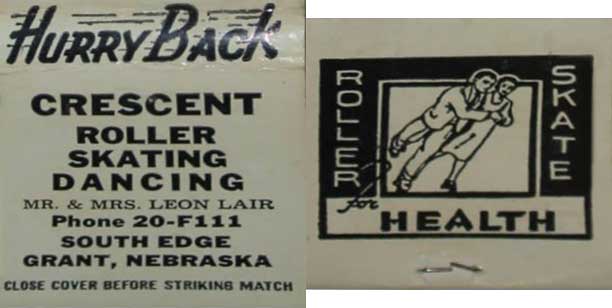 HURRY BACK
CRESCENT
ROLLER
SKATING
DANCING
MR. & MRS. LEON LAIR
Phone 20-F111
SOUTH EDGE
GRANT, NEBRASKA
CLOSE COVER BEFORE STRIKING MATCH
ROLLER
SKATE
for
HEALTH